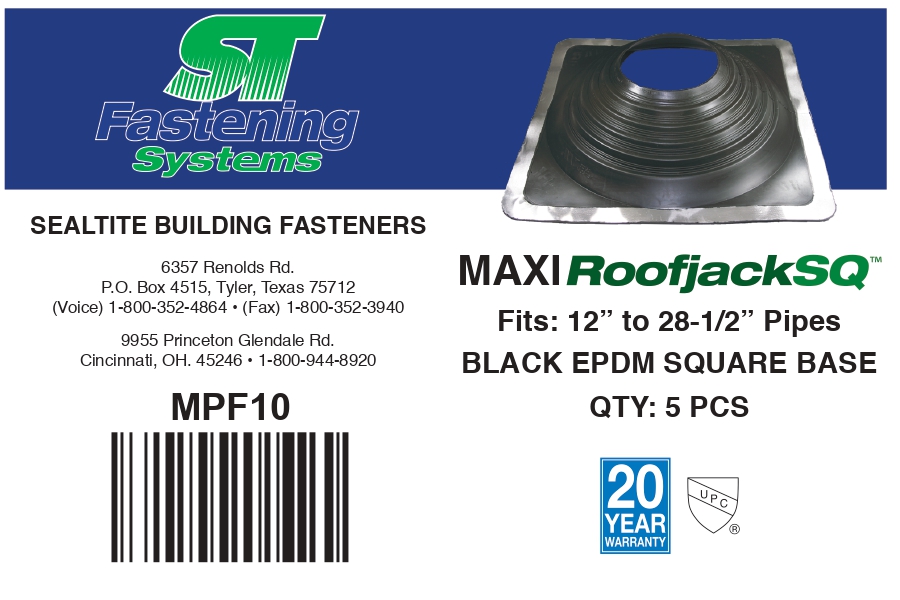 ST
Fastening
Systems
SEALTITE BUILDING FASTENERS
6357 Renolds Rd.
P.O. Box 4515, Tyler, Texas 75712
(Voice) 1-800-352-4864 • (Fax) 1-800-352-3940
9955 Princeton Glendale Rd.
Cincinnati, OH. 45246 • 1-800-944-8920
MPF10
MAXI RoofjackSQ™
Fits: 12” to 28-1/2” Pipes
BLACK EPDM SQUARE BASE
QTY: 5 PCS
20
YEAR
WARRANTY
UPC
®